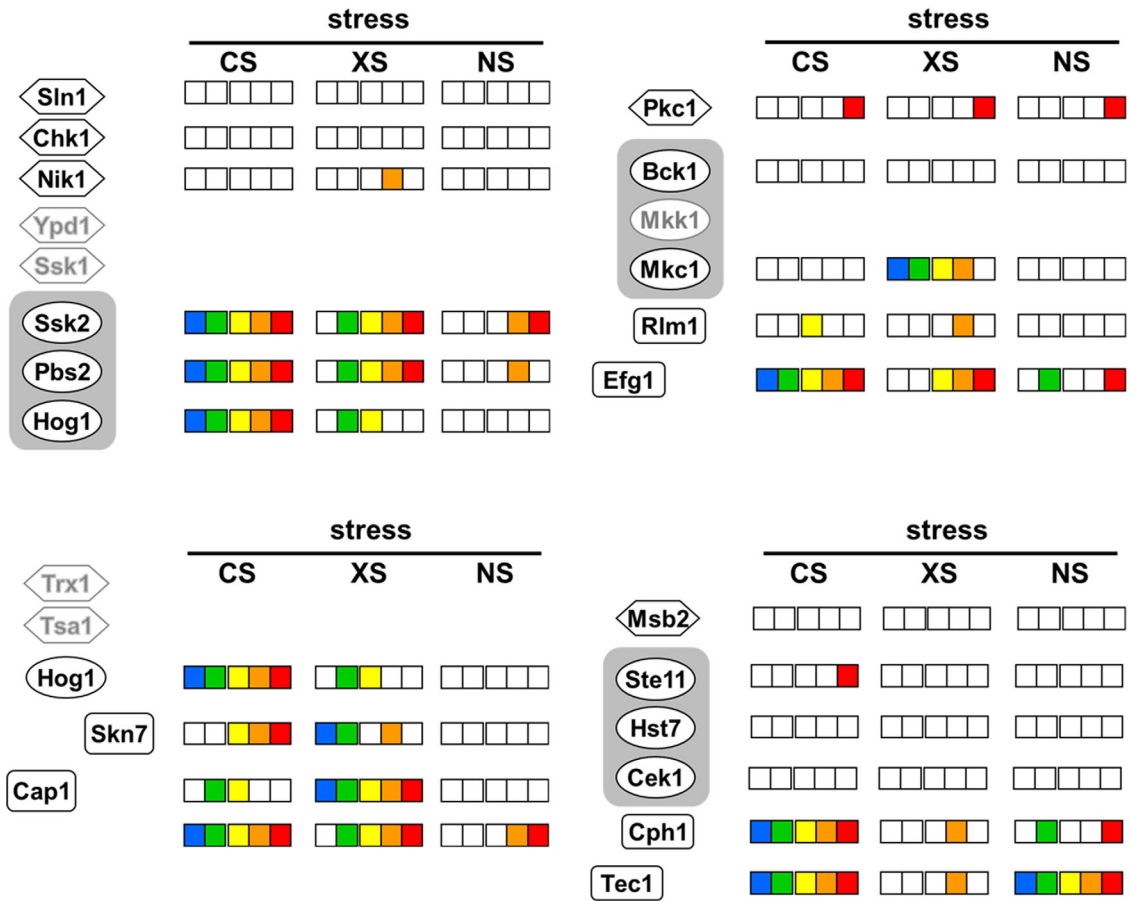 stress
CS XS NS
Sln1
Chk1
Nik1
Ypd1
Ssk1
Ssk2
Pbs2
Hog1
stress
CS XS NS
Pkc1
Bck1
Mkk1
Mkc1
Rlm1
Efg1
stress
CS XS NS
Trx1
Tsa1
Hog1
Skn7
Cap1
stress
CS XS NS
Msb2
Ste11
Hst7
Cek1
Cph1
Tec1